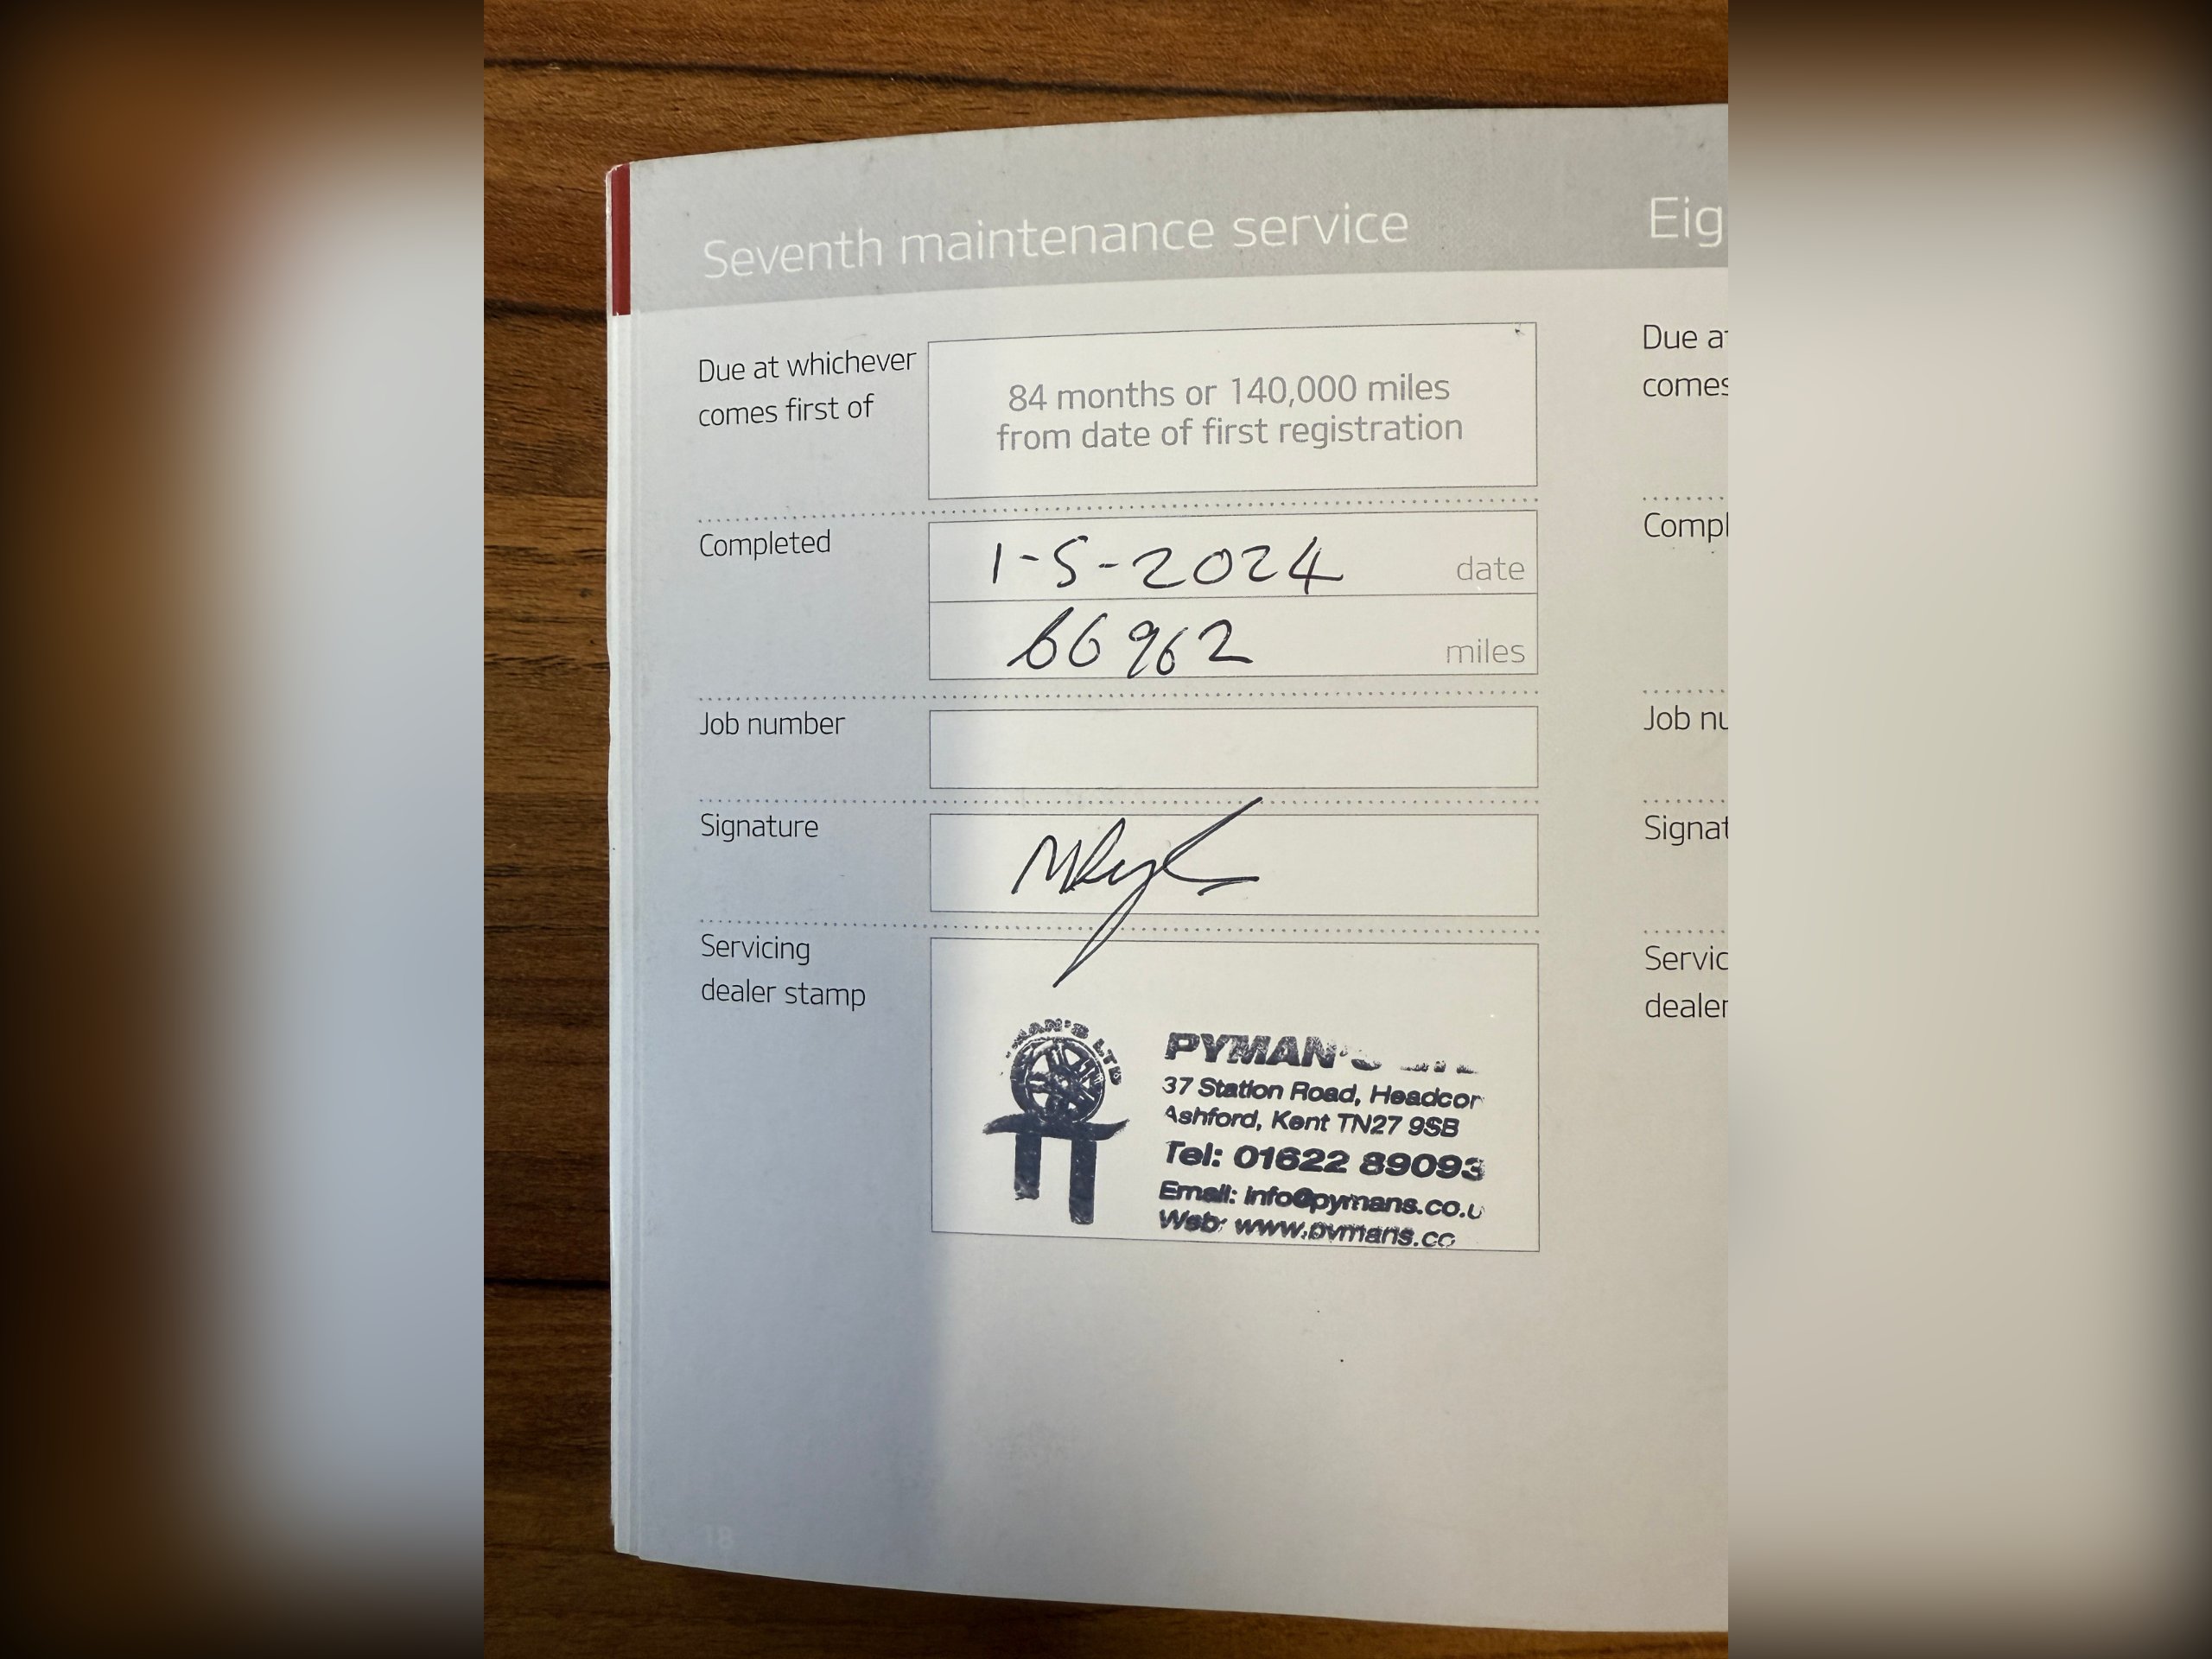 Seventh maintenance service
Eig
Due at whichever
comes first of
84 months or 140,000 miles
from date of first registration
Due a
comes
Completed
1-5-2024 date
66962 miles
Compl
Job number
Job nu
Signature
Signat
Servicing
dealer stamp
Servic
dealer
MAN'S LTD
PYMAN'S
37 Station Road, Headcor
Ashford, Kent TN27 9SB
Tel: 01622 89093
Email: info@pymans.co.u
Web: www.pymans.co
18